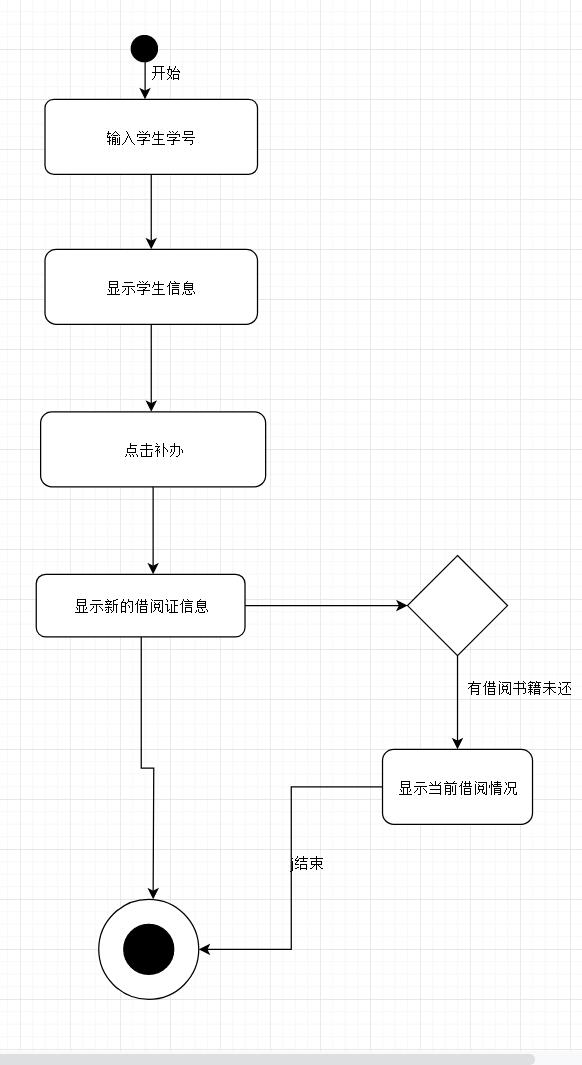 开始
输入学生学号
显示学生信息
点击补办
显示新的借阅证信息
有借阅书籍未还
显示当前借阅情况
j结束